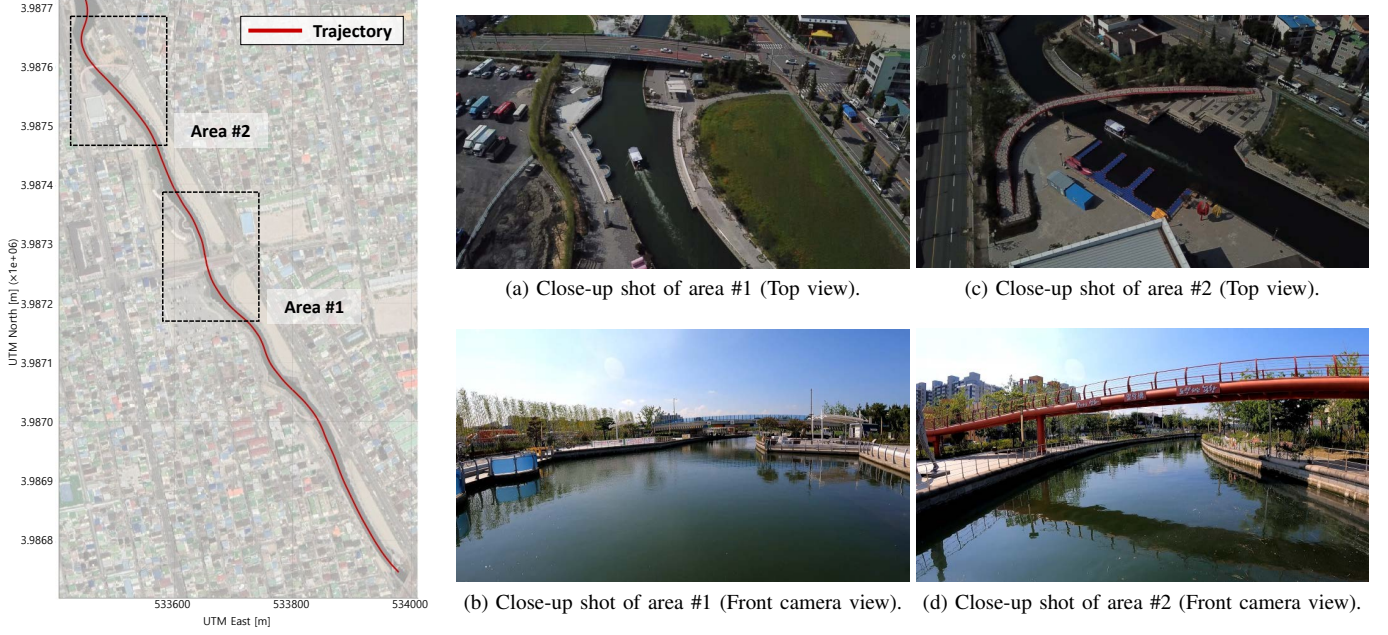 3.9877
3.9876
3.9875
3.9874
3.9873
3.9872
3.9871
3.9870
3.9869
3.9868
UTM North [m] (×1e+06)
Trajectory
Area #2
Area #1
533600
533800
534000
UTM East [m]
(a) Close-up shot of area #1 (Top view).
(c) Close-up shot of area #2 (Top view).
(b) Close-up shot of area #1 (Front camera view).
(d) Close-up shot of area #2 (Front camera view).